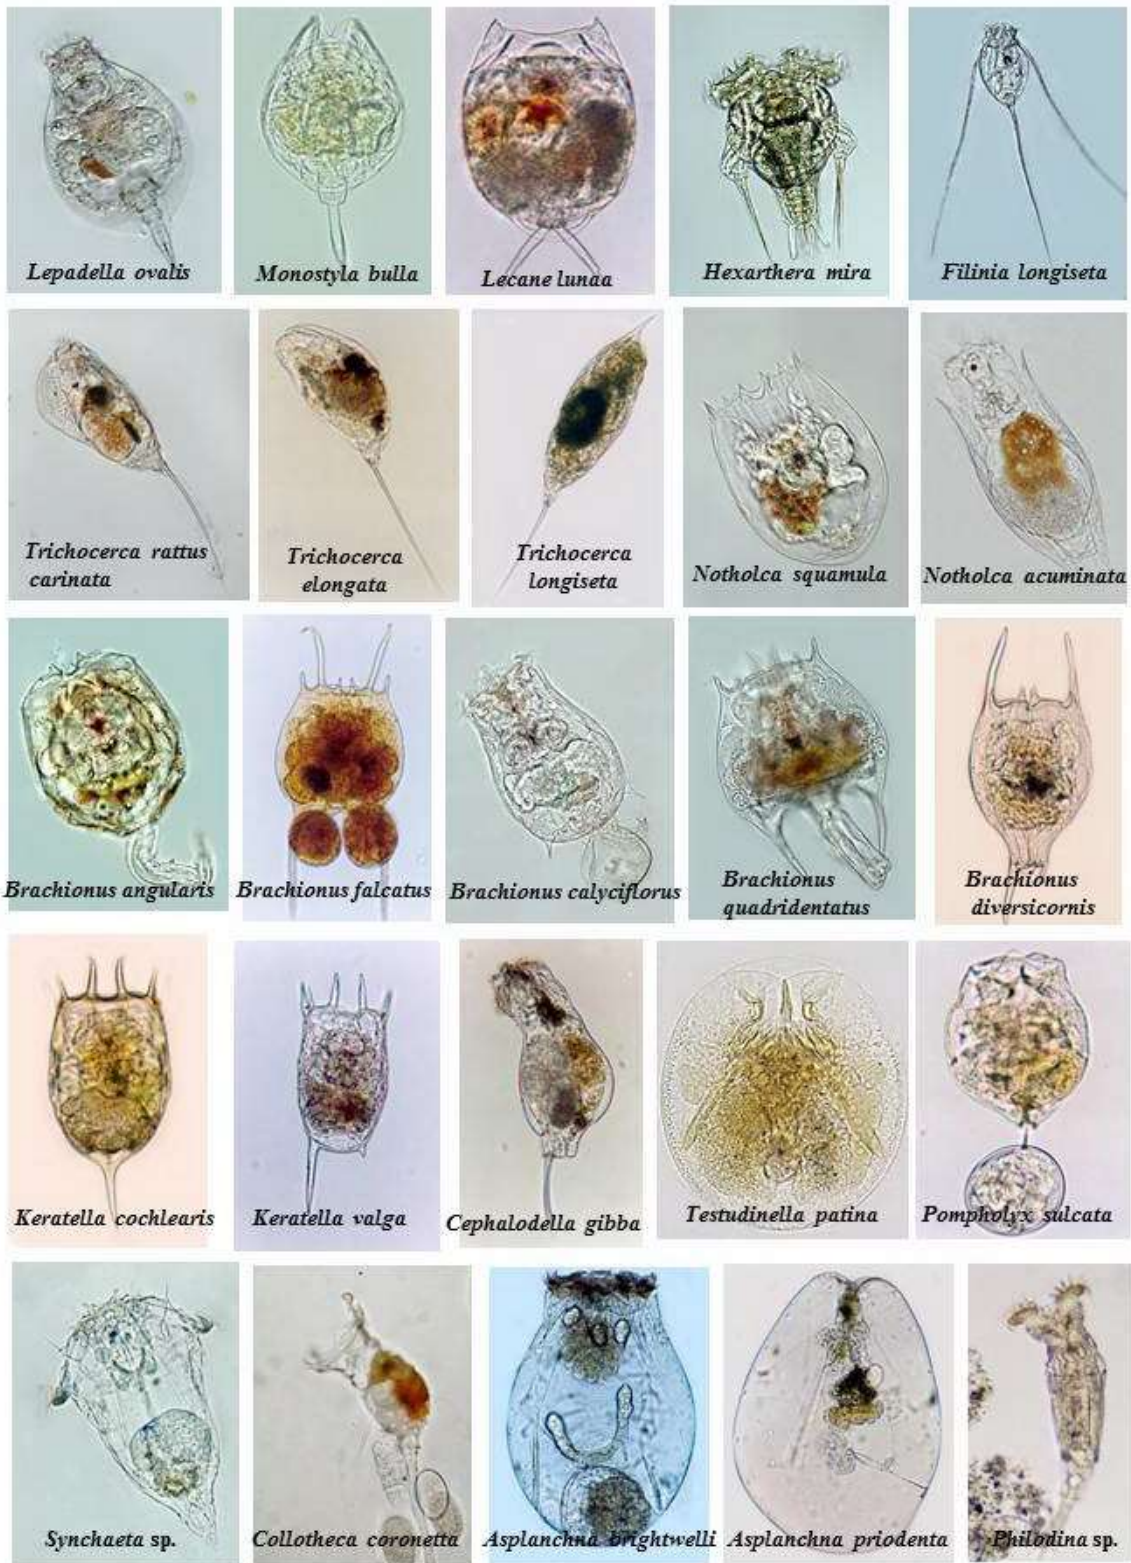 Lepadella ovalis
Monostyla bulla
Lecane lunaa
Hexarthera mira
Filinia longiseta
Trichocerca rattus
carinata
Trichocerca
elongata
Trichocerca
longiseta
Notholca squamula
Notholca acuminata
Brachionus angularis
Brachionus falcatus
Brachionus calyciflorus
Brachionus
quadridentatus
Brachionus
diversicornis
Keratella cochlearis
Keratella valga
Cephalodella gibba
Testudinella patina
Pompholyx sulcata
Synchaeta sp.
Collotheca coronetta
Asplanchna brightwelli
Asplanchna priodenta
Philodina sp.